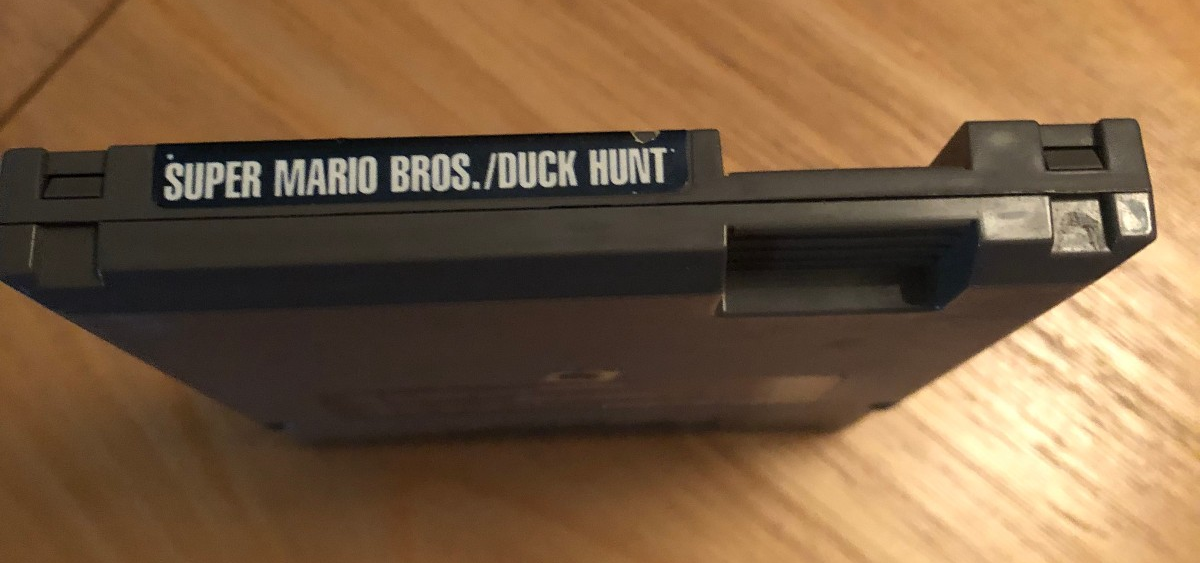 SUPER MARIO BROS./DUCK HUNT